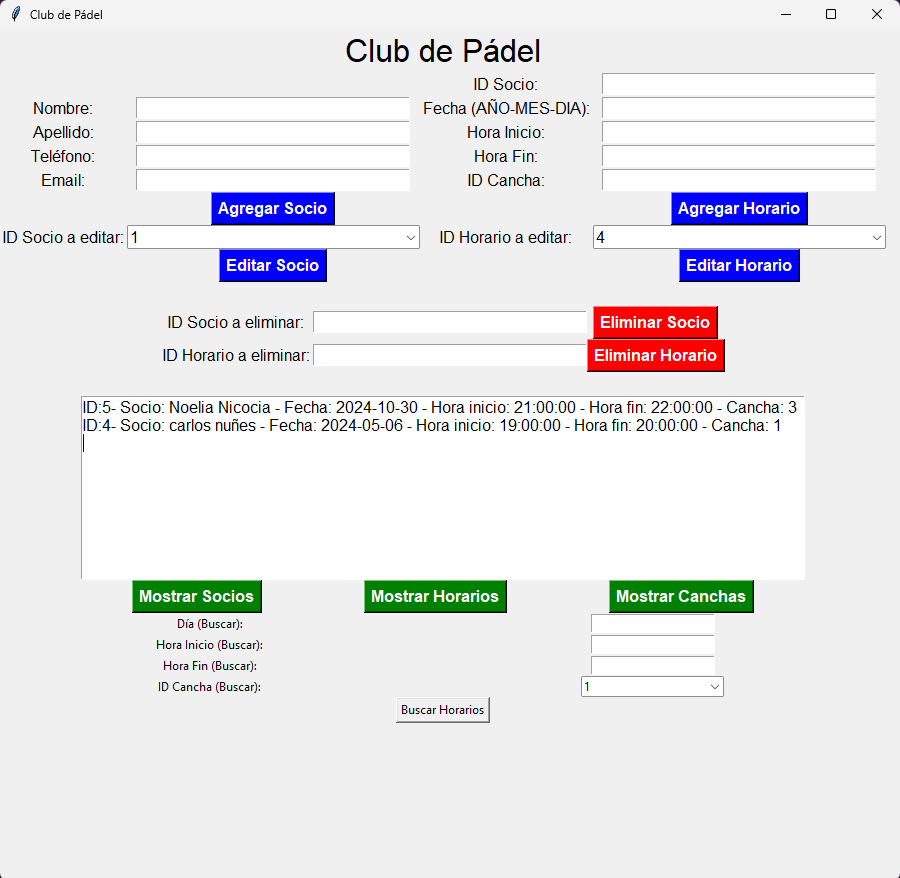 Club de Pádel
Club de Pádel
ID Socio:
Nombre: Fecha (AÑO-MES-DIA):
Apellido: Hora Inicio:
Teléfono: Hora Fin:
Email: ID Cancha:
Agregar Socio Agregar Horario
ID Socio a editar: 1 ID Horario a editar: 4
Editar Socio Editar Horario
ID Socio a eliminar: Eliminar Socio
ID Horario a eliminar: Eliminar Horario
ID:5- Socio: Noelia Nicocia - Fecha: 2024-10-30 - Hora inicio: 21:00:00 - Hora fin: 22:00:00 - Cancha: 3
ID:4- Socio: carlos nuñes - Fecha: 2024-05-06 - Hora inicio: 19:00:00 - Hora fin: 20:00:00 - Cancha: 1
Mostrar Socios Mostrar Horarios Mostrar Canchas
Día (Buscar):
Hora Inicio (Buscar):
Hora Fin (Buscar):
ID Cancha (Buscar): 1
Buscar Horarios